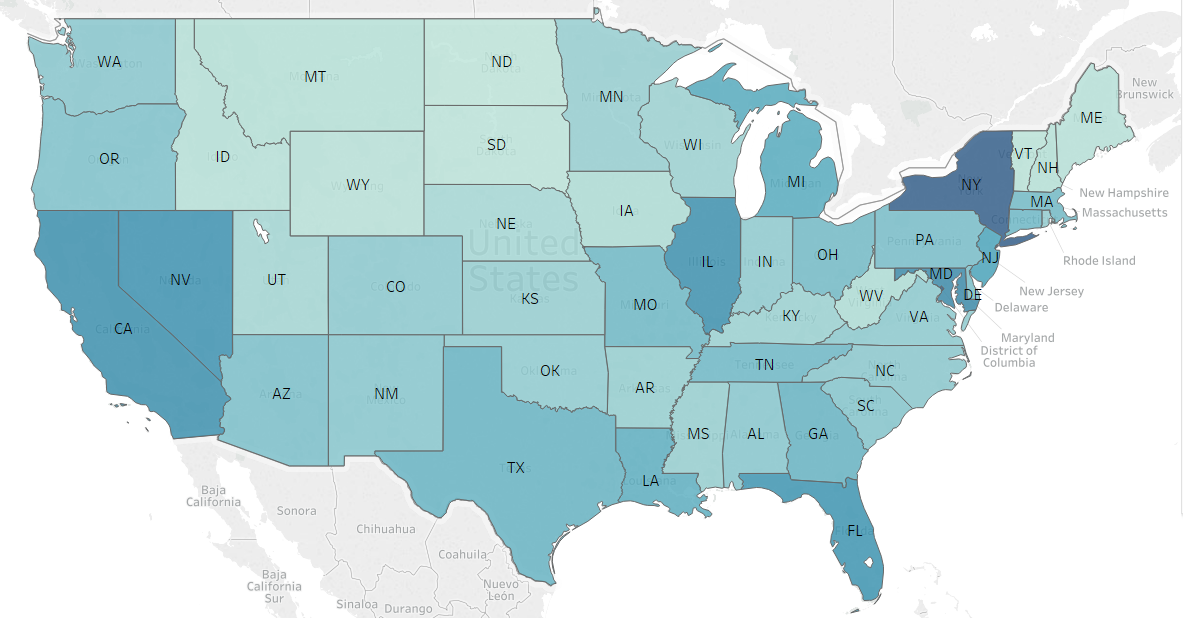 WA
MT
ND
MN
ME
New
Brunswick
OR
ID
SD
WI
VT
NH
WY
MI
NY
New Hampshire
MA
Massachusetts
NE
IA
PA
United
States
Rhode Island
NV
UT
CO
KS
IL
IN
OH
NJ
MD
New Jersey
DE
Delaware
CA
MO
WV
KY
VA
Maryland
District of
Columbia
AZ
NM
OK
AR
TN
NC
SC
MS
AL
GA
TX
LA
FL
Baja
California
Sonora
Chihuahua
Coahuila
Baja
California
Sur
Sinaloa
Durango
Nuevo
León